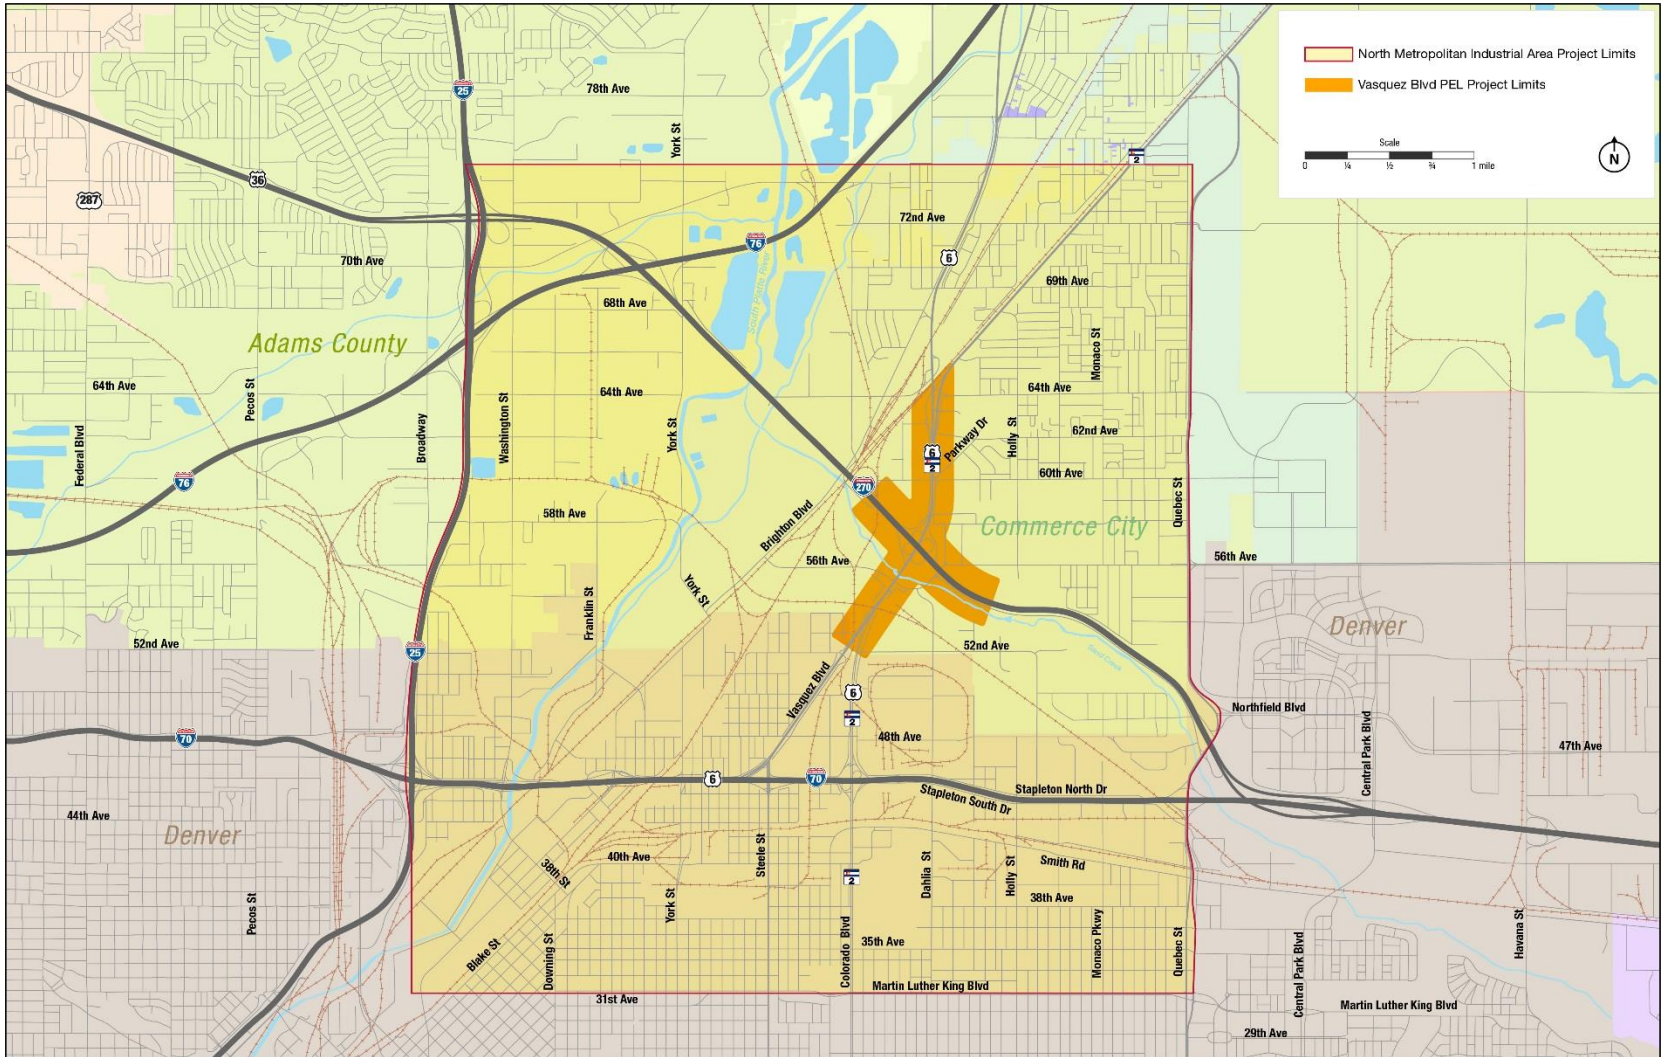 North Metropolitan Industrial Area Project Limits
Vasquez Blvd PEL Project Limits
Scale
0 ¼ ½ ¾ 1 mile
N
25
78th Ave
York St
2
36
287
72nd Ave
76
6
70th Ave
69th Ave
68th Ave
South Platte River
Adams County
Monaco St
64th Ave
Pecos St
64th Ave
64th Ave
Federal Blvd
Broadway
Washington St
York St
Parkway Dr
Holly St
62nd Ave
6
2
60th Ave
76
270
Quebec St
58th Ave
Brighton Blvd
Commerce City
56th Ave
56th Ave
York St
Franklin St
Denver
52nd Ave
25
52nd Ave
Sand Creek
Vasquez Blvd
6
2
Northfield Blvd
70
48th Ave
47th Ave
Central Park Blvd
6
70
Stapleton South Dr
Stapleton North Dr
44th Ave
Denver
Steele St
40th Ave
38th St
2
Dahlia St
Holly St
Smith Rd
38th Ave
Pecos St
York St
Colorado Blvd
35th Ave
Monaco Pkwy
Quebec St
Havana St
Blake St
Downing St
Central Park Blvd
Martin Luther King Blvd
31st Ave
Martin Luther King Blvd
29th Ave